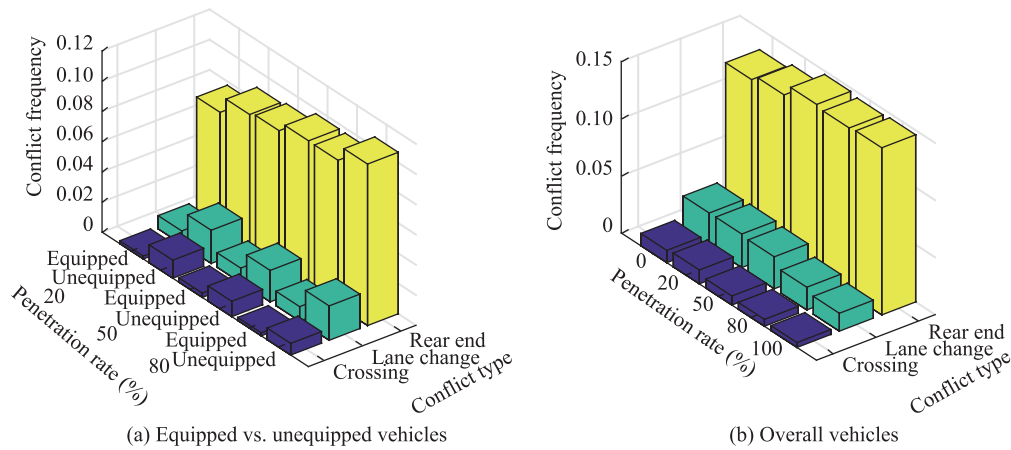 Conflict frequency
0.12
0.10
0.08
0.06
0.04
0.02
0
Equipped
Unequipped
20
Equipped
Unequipped
50
Equipped
Unequipped
80
Penetration rate (%)
Rear end
Lane change
Crossing
Conflict type
(a) Equipped vs. unequipped vehicles
Conflict frequency
0.15
0.10
0.05
0
0
20
50
80
100
Penetration rate (%)
Rear end
Lane change
Crossing
Conflict type
(b) Overall vehicles